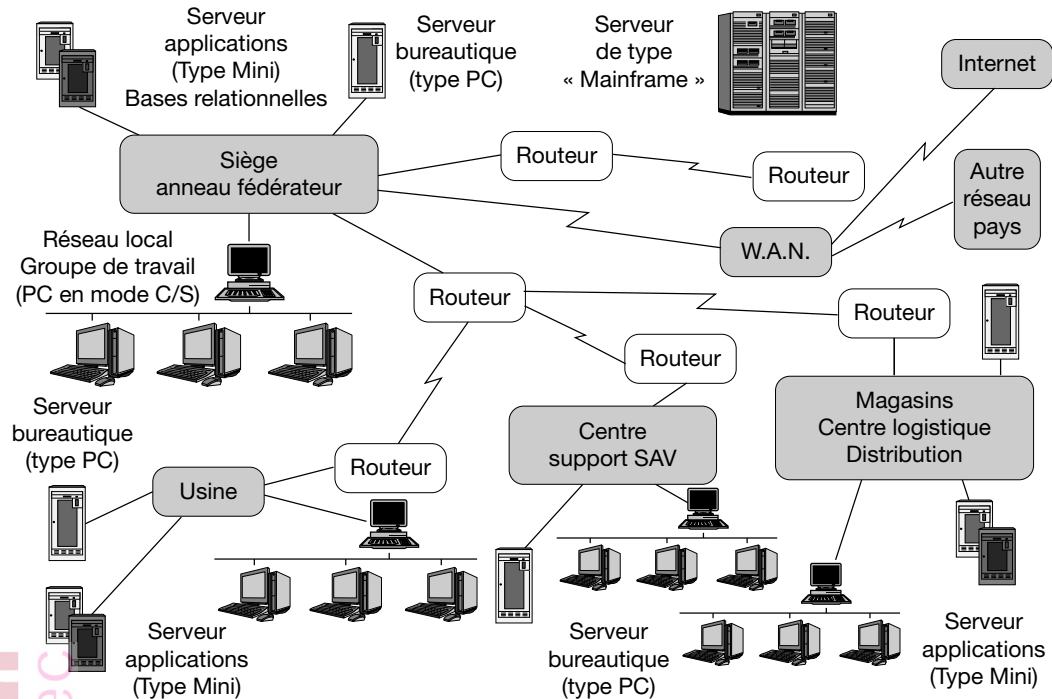 Serveur
applications
(Type Mini)
Bases relationnelles
Serveur
bureautique
(type PC)
Serveur
de type
« Mainframe »
Internet
Siège
anneau fédérateur
Routeur
Routeur
Autre
réseau
pays
W.A.N.
Réseau local
Groupe de travail
(PC en mode C/S)
Routeur
Routeur
Routeur
Serveur
bureautique
(type PC)
Centre
support SAV
Magasins
Centre logistique
Distribution
Usine
Routeur
Serveur
applications
(Type Mini)
Serveur
bureautique
(type PC)
Serveur
applications
(Type Mini)